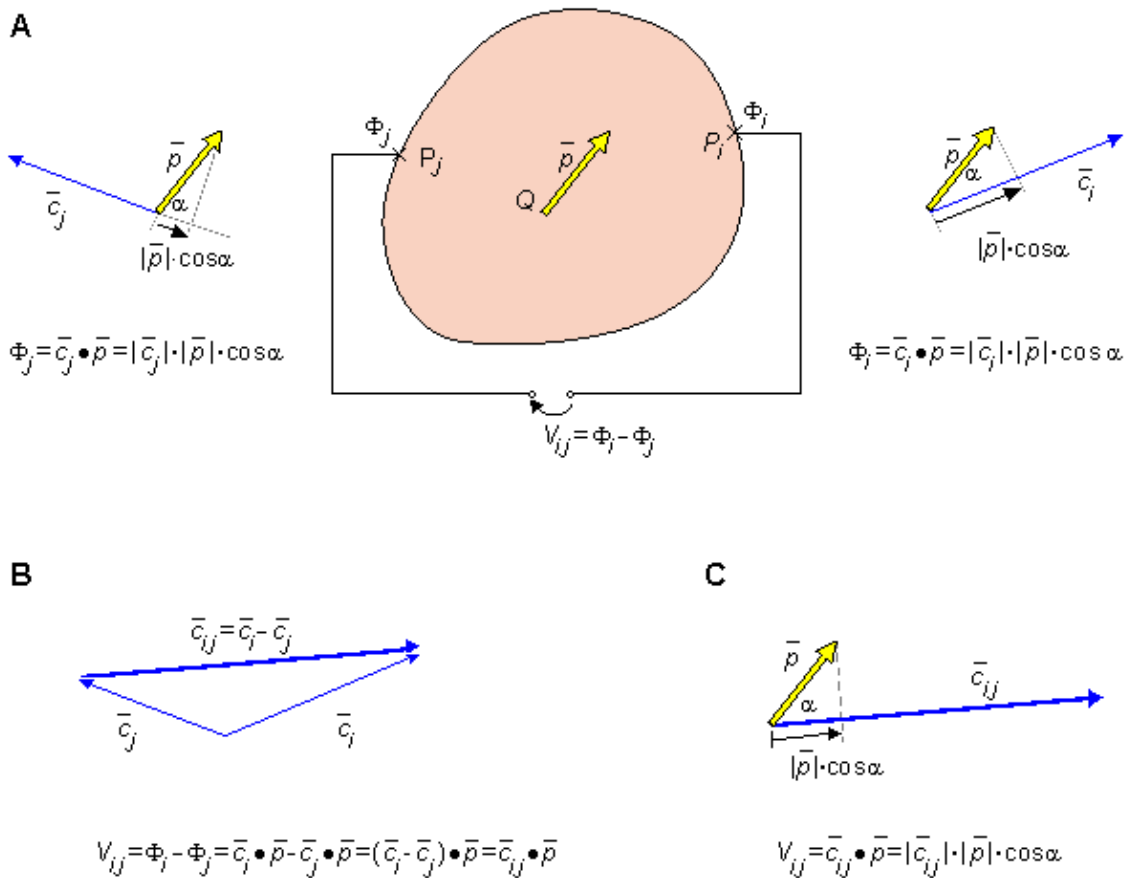 A
Φj
Pj
p̅
Q
Φi
Pi
p̅
α
c̅j
|p̅|·cosα
p̅
α
c̅i
|p̅|·cosα
Φj=c̅j•p̅=|c̅j|·|p̅|·cosα
Φi=c̅i•p̅=|c̅i|·|p̅|·cos α
Vij=Φi-Φj
B
c̅ij=c̅i-c̅j
c̅j
c̅i
Vij=Φi-Φj=c̅i•p̅-c̅j•p̅=(c̅i-c̅j)•p̅=c̅ij•p̅
C
p̅
α
c̅ij
|p̅|·cosα
Vij=c̅ij•p̅=|c̅ij|·|p̅|·cosα